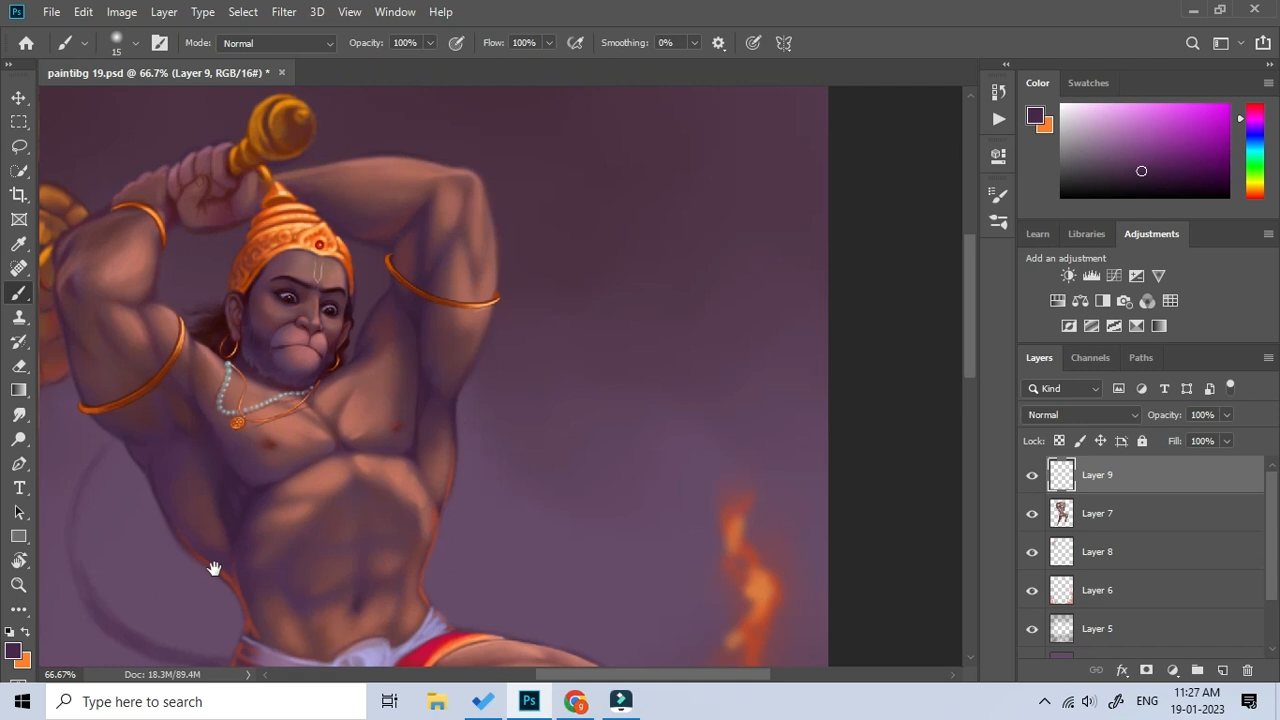 Ps File Edit Image Layer Type Select Filter 3D View Window Help
15 Mode: Normal Opacity: 100% Flow: 100% Smoothing: 0%
paintibg 19.psd @ 66.7% (Layer 9, RGB/16#) *
Color Swatches
Learn Libraries Adjustments
Add an adjustment
Layers Channels Paths
Kind
Normal Opacity: 100%
Lock: Fill: 100%
Layer 9
Layer 7
Layer 8
Layer 6
Layer 5
66.67% Doc: 18.3M/89.4M
Type here to search
Ps
ENG
11:27 AM
19-01-2023